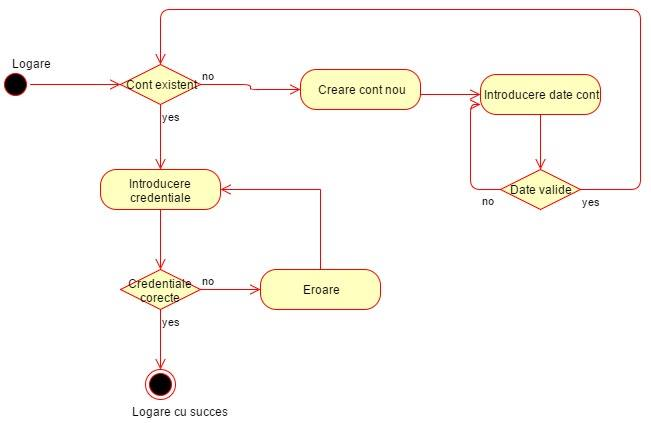 Logare
Cont existent
no
Creare cont nou
Introducere date cont
yes
Date valide
no
yes
Introducere
credentiale
Credentiale
corecte
no
Eroare
yes
Logare cu succes